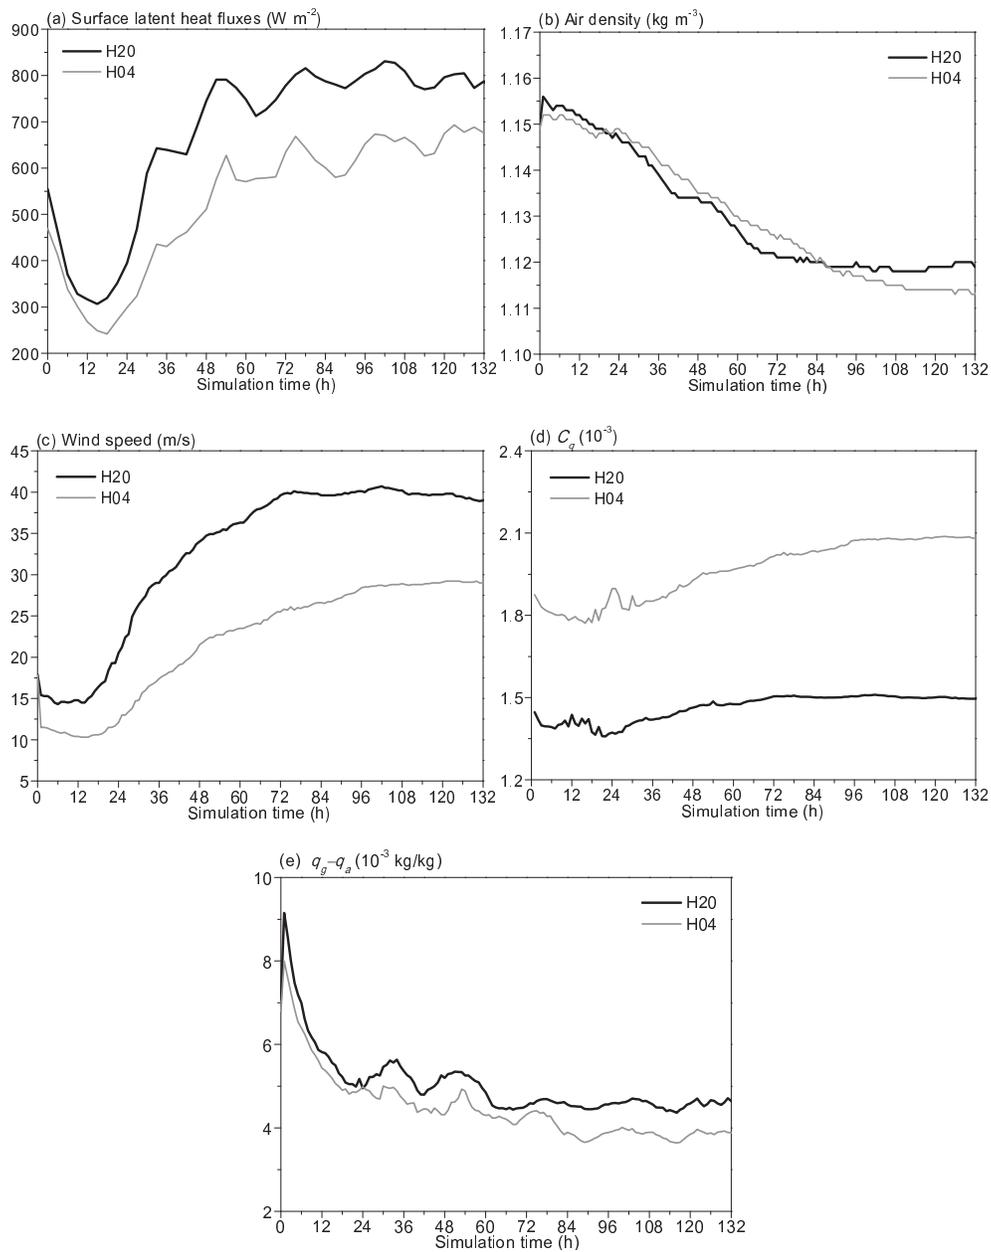 (a) Surface latent heat fluxes (W m-2)
900
800
700
600
500
400
300
200
H20
H04
0 12 24 36 48 60 72 84 96 108 120 132
Simulation time (h)
(b) Air density (kg m-3)
1.17
1.16
1.15
1.14
1.13
1.12
1.11
1.10
H20
H04
0 12 24 36 48 60 72 84 96 108 120 132
Simulation time (h)
(c) Wind speed (m/s)
45
40
35
30
25
20
15
10
5
H20
H04
0 12 24 36 48 60 72 84 96 108 120 132
Simulation time (h)
(d) Cq (10-3)
2.4
2.1
1.8
1.5
1.2
H20
H04
0 12 24 36 48 60 72 84 96 108 120 132
Simulation time (h)
(e) qg–qa (10-3 kg/kg)
10
8
6
4
2
H20
H04
0 12 24 36 48 60 72 84 96 108 120 132
Simulation time (h)